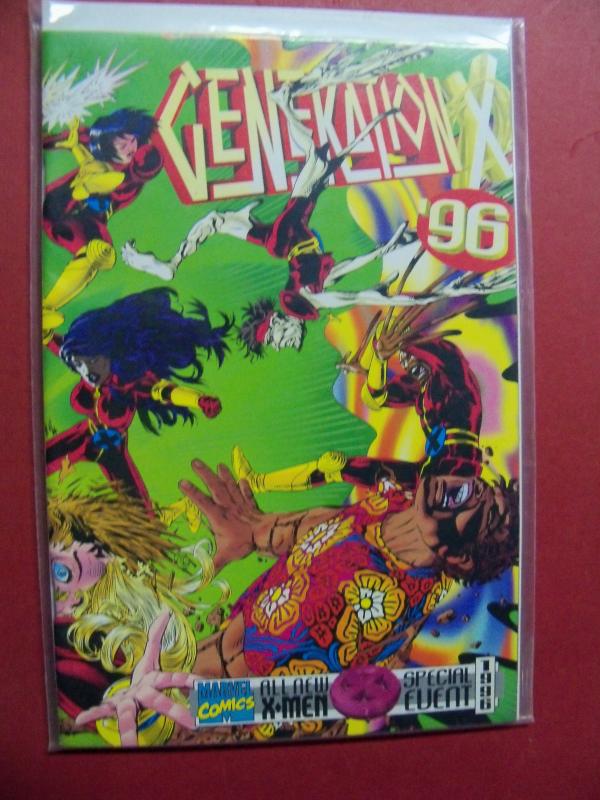 GENERATION X
'96
MARVEL COMICS
ALL NEW X-MEN
SPECIAL EVENT
1996